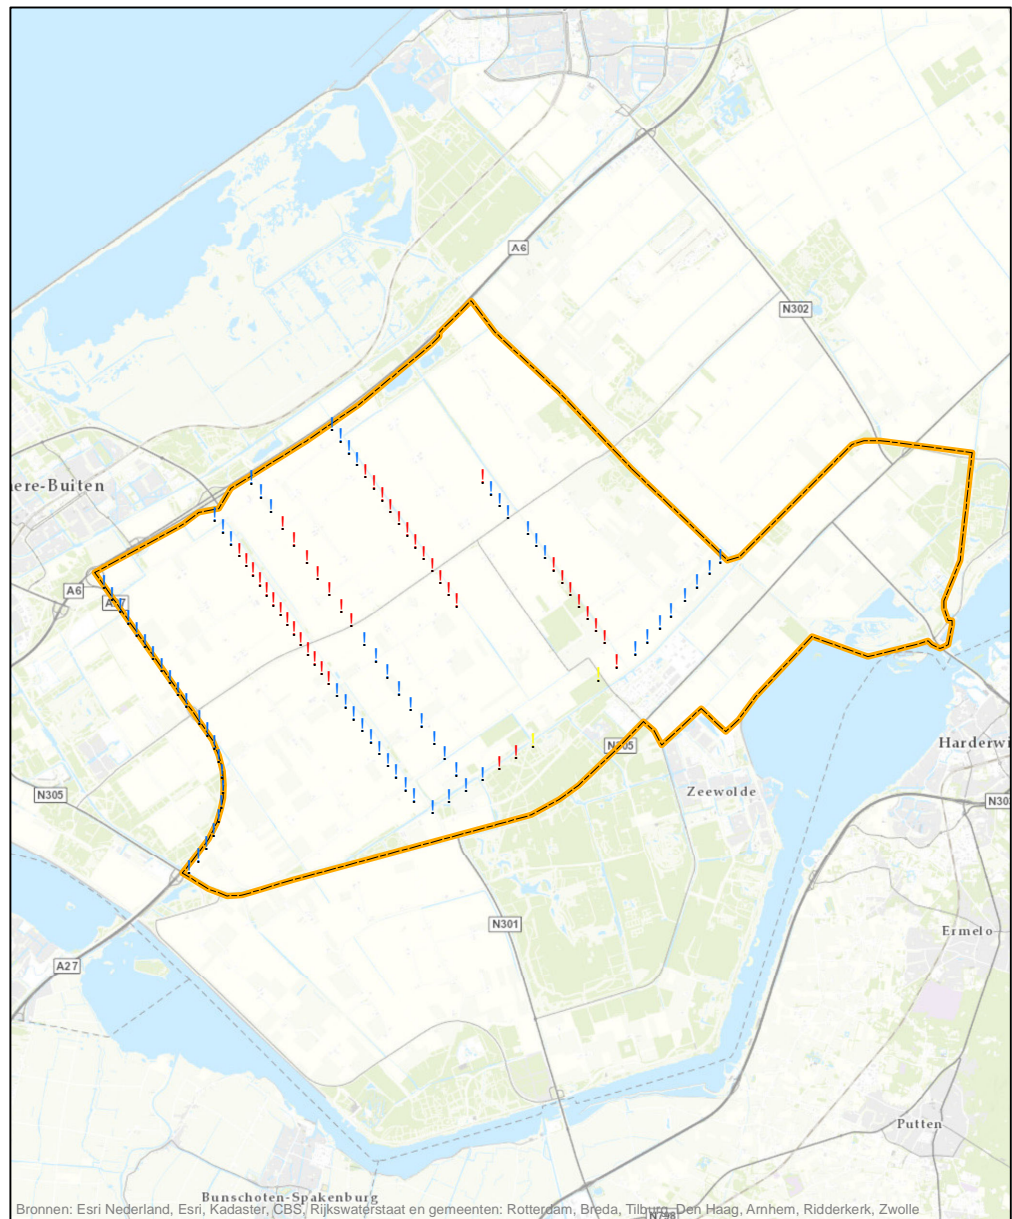 A6
N302
ere-Buiten
A6
N305
Harderwi
N305
Zeewolde
N30
N301
Ermelo
A27
Putten
Bunschoten-Spakenburg
Bronnen: Esri Nederland, Esri, Kadaster, CBS, Rijkswaterstaat en gemeenten: Rotterdam, Breda, Tilburg, Den Haag, Arnhem, Ridderkerk, Zwolle
N798